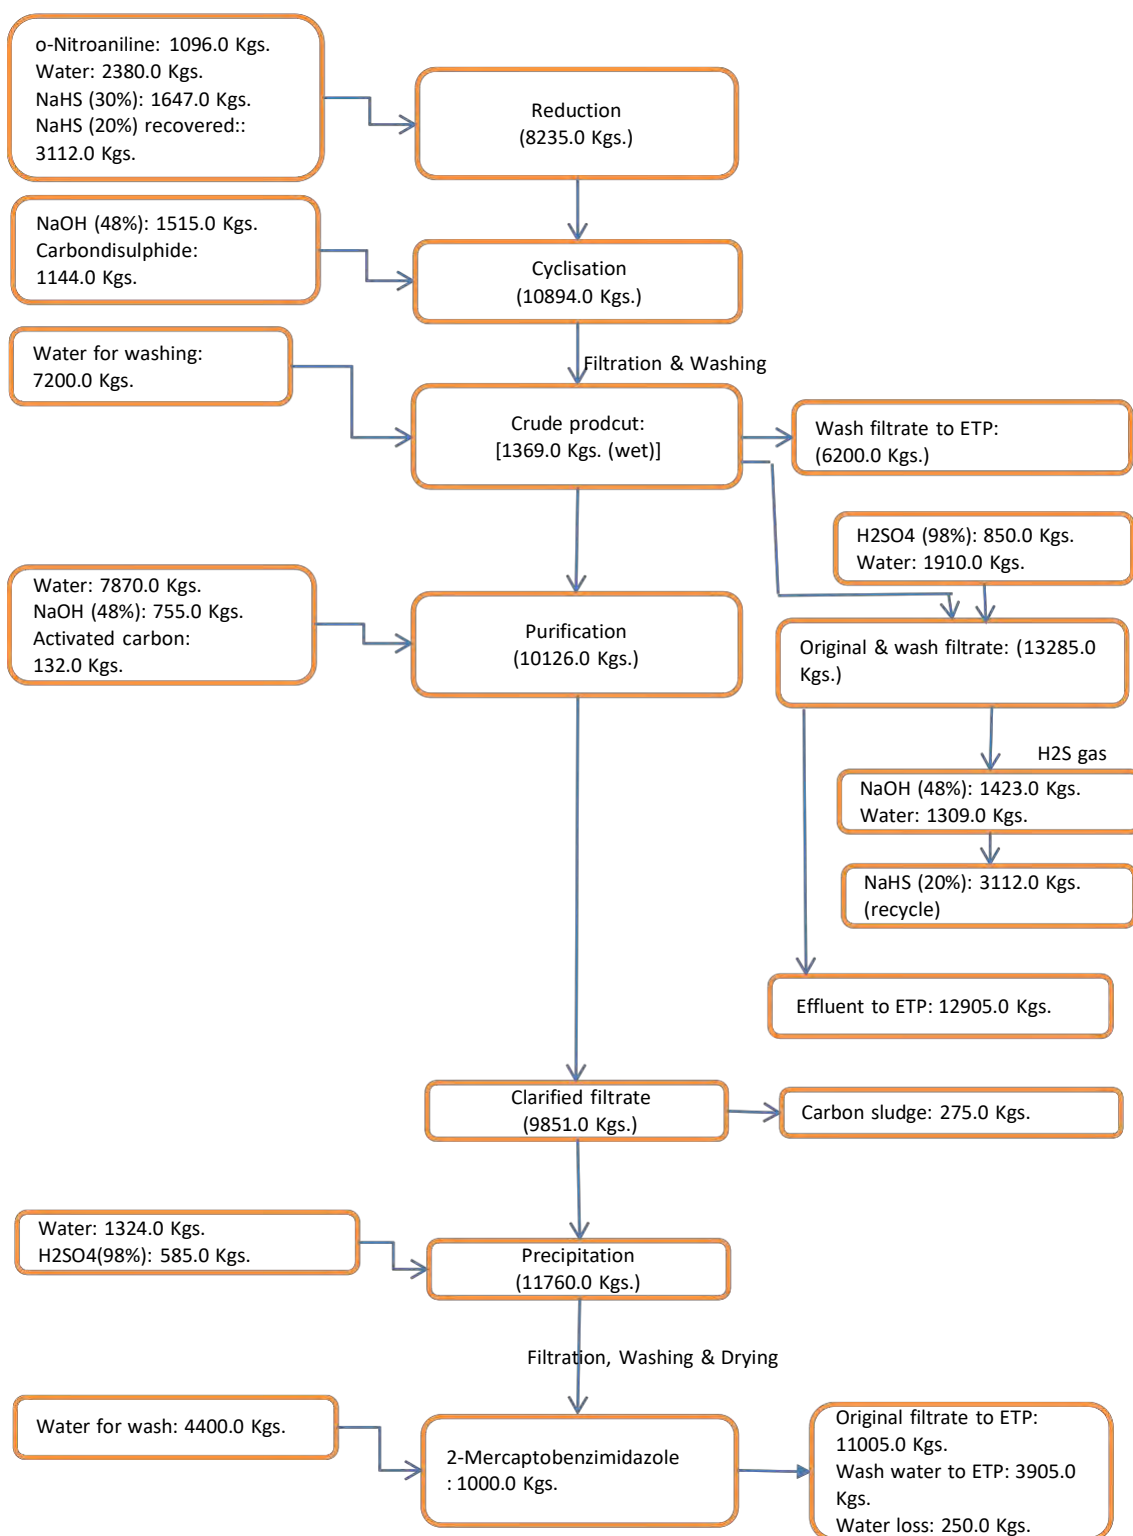 o-Nitroaniline: 1096.0 Kgs.
Water: 2380.0 Kgs.
NaHS (30%): 1647.0 Kgs.
NaHS (20%) recovered::
3112.0 Kgs.
Reduction
(8235.0 Kgs.)
NaOH (48%): 1515.0 Kgs.
Carbondisulphide:
1144.0 Kgs.
Cyclisation
(10894.0 Kgs.)
Water for washing:
7200.0 Kgs.
Filtration & Washing
Crude prodcut:
[1369.0 Kgs. (wet)]
Wash filtrate to ETP:
(6200.0 Kgs.)
H2SO4 (98%): 850.0 Kgs.
Water: 1910.0 Kgs.
Water: 7870.0 Kgs.
NaOH (48%): 755.0 Kgs.
Activated carbon:
132.0 Kgs.
Purification
(10126.0 Kgs.)
Original & wash filtrate: (13285.0
Kgs.)
H2S gas
NaOH (48%): 1423.0 Kgs.
Water: 1309.0 Kgs.
NaHS (20%): 3112.0 Kgs.
(recycle)
Effluent to ETP: 12905.0 Kgs.
Clarified filtrate
(9851.0 Kgs.)
Carbon sludge: 275.0 Kgs.
Water: 1324.0 Kgs.
H2SO4(98%): 585.0 Kgs.
Precipitation
(11760.0 Kgs.)
Filtration, Washing & Drying
Water for wash: 4400.0 Kgs.
2-Mercaptobenzimidazole
: 1000.0 Kgs.
Original filtrate to ETP:
11005.0 Kgs.
Wash water to ETP: 3905.0
Kgs.
Water loss: 250.0 Kgs.